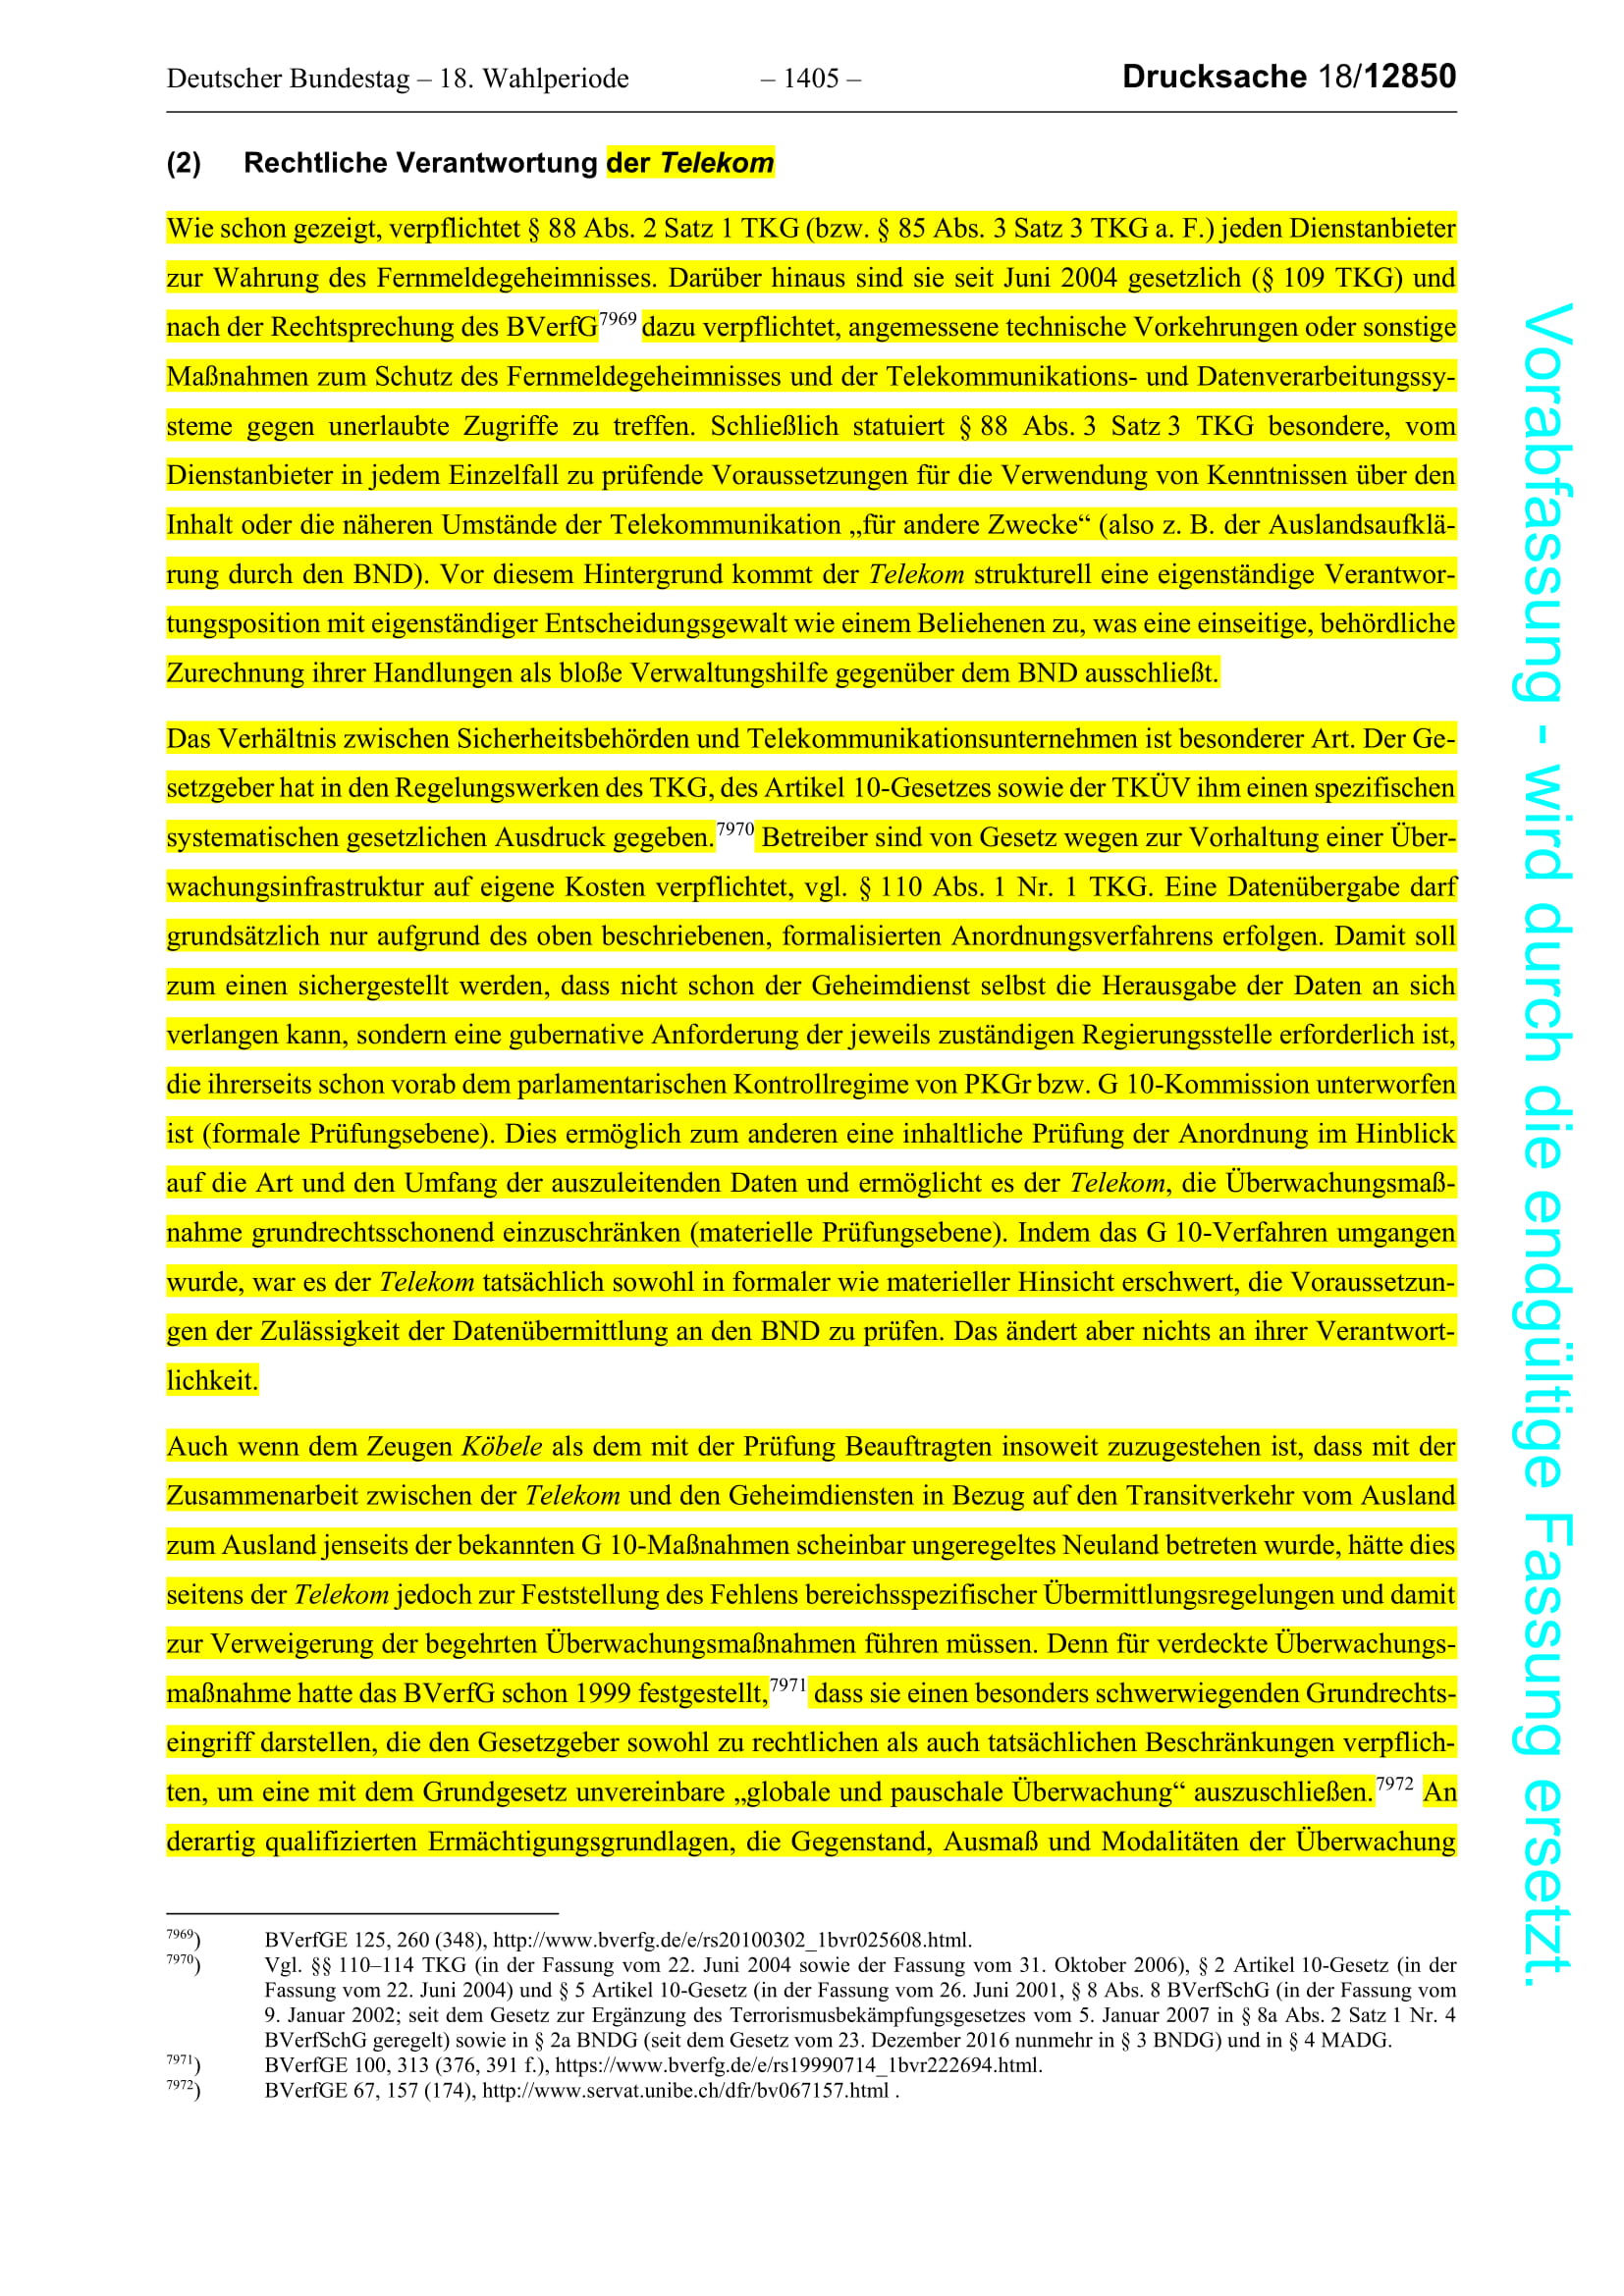 Deutscher Bundestag – 18. Wahlperiode – 1405 – Drucksache 18/12850
(2) Rechtliche Verantwortung der Telekom
Wie schon gezeigt, verpflichtet § 88 Abs. 2 Satz 1 TKG (bzw. § 85 Abs. 3 Satz 3 TKG a. F.) jeden Dienstanbieter
zur Wahrung des Fernmeldegeheimnisses. Darüber hinaus sind sie seit Juni 2004 gesetzlich (§ 109 TKG) und
nach der Rechtsprechung des BVerfG7969 dazu verpflichtet, angemessene technische Vorkehrungen oder sonstige
Maßnahmen zum Schutz des Fernmeldegeheimnisses und der Telekommunikations- und Datenverarbeitungssy-
steme gegen unerlaubte Zugriffe zu treffen. Schließlich statuiert § 88 Abs. 3 Satz 3 TKG besondere, vom
Dienstanbieter in jedem Einzelfall zu prüfende Voraussetzungen für die Verwendung von Kenntnissen über den
Inhalt oder die näheren Umstände der Telekommunikation „für andere Zwecke“ (also z. B. der Auslandsaufklä-
rung durch den BND). Vor diesem Hintergrund kommt der Telekom strukturell eine eigenständige Verantwor-
tungsposition mit eigenständiger Entscheidungsgewalt wie einem Beliehenen zu, was eine einseitige, behördliche
Zurechnung ihrer Handlungen als bloße Verwaltungshilfe gegenüber dem BND ausschließt.
Das Verhältnis zwischen Sicherheitsbehörden und Telekommunikationsunternehmen ist besonderer Art. Der Ge-
setzgeber hat in den Regelungswerken des TKG, des Artikel 10-Gesetzes sowie der TKÜV ihm einen spezifischen
systematischen gesetzlichen Ausdruck gegeben.7970 Betreiber sind von Gesetz wegen zur Vorhaltung einer Über-
wachungsinfrastruktur auf eigene Kosten verpflichtet, vgl. § 110 Abs. 1 Nr. 1 TKG. Eine Datenübergabe darf
grundsätzlich nur aufgrund des oben beschriebenen, formalisierten Anordnungsverfahrens erfolgen. Damit soll
zum einen sichergestellt werden, dass nicht schon der Geheimdienst selbst die Herausgabe der Daten an sich
verlangen kann, sondern eine gubernative Anforderung der jeweils zuständigen Regierungsstelle erforderlich ist,
die ihrerseits schon vorab dem parlamentarischen Kontrollregime von PKGr bzw. G 10-Kommission unterworfen
ist (formale Prüfungsebene). Dies ermöglich zum anderen eine inhaltliche Prüfung der Anordnung im Hinblick
auf die Art und den Umfang der auszuleitenden Daten und ermöglicht es der Telekom, die Überwachungsmaß-
nahme grundrechtsschonend einzuschränken (materielle Prüfungsebene). Indem das G 10-Verfahren umgangen
wurde, war es der Telekom tatsächlich sowohl in formaler wie materieller Hinsicht erschwert, die Voraussetzun-
gen der Zulässigkeit der Datenübermittlung an den BND zu prüfen. Das ändert aber nichts an ihrer Verantwort-
lichkeit.
Auch wenn dem Zeugen Köbele als dem mit der Prüfung Beauftragten insoweit zuzugestehen ist, dass mit der
Zusammenarbeit zwischen der Telekom und den Geheimdiensten in Bezug auf den Transitverkehr vom Ausland
zum Ausland jenseits der bekannten G 10-Maßnahmen scheinbar ungeregeltes Neuland betreten wurde, hätte dies
seitens der Telekom jedoch zur Feststellung des Fehlens bereichsspezifischer Übermittlungsregelungen und damit
zur Verweigerung der begehrten Überwachungsmaßnahmen führen müssen. Denn für verdeckte Überwachungs-
maßnahme hatte das BVerfG schon 1999 festgestellt,7971 dass sie einen besonders schwerwiegenden Grundrechts-
eingriff darstellen, die den Gesetzgeber sowohl zu rechtlichen als auch tatsächlichen Beschränkungen verpflich-
ten, um eine mit dem Grundgesetz unvereinbare „globale und pauschale Überwachung“ auszuschließen.7972 An
derartig qualifizierten Ermächtigungsgrundlagen, die Gegenstand, Ausmaß und Modalitäten der Überwachung
7969) BVerfGE 125, 260 (348), http://www.bverfg.de/e/rs20100302_1bvr025608.html.
7970) Vgl. §§ 110–114 TKG (in der Fassung vom 22. Juni 2004 sowie der Fassung vom 31. Oktober 2006), § 2 Artikel 10-Gesetz (in der
Fassung vom 22. Juni 2004) und § 5 Artikel 10-Gesetz (in der Fassung vom 26. Juni 2001, § 8 Abs. 8 BVerfSchG (in der Fassung vom
9. Januar 2002; seit dem Gesetz zur Ergänzung des Terrorismusbekämpfungsgesetzes vom 5. Januar 2007 in § 8a Abs. 2 Satz 1 Nr. 4
BVerfSchG geregelt) sowie in § 2a BNDG (seit dem Gesetz vom 23. Dezember 2016 nunmehr in § 3 BNDG) und in § 4 MADG.
7971) BVerfGE 100, 313 (376, 391 f.), https://www.bverfg.de/e/rs19990714_1bvr222694.html.
7972) BVerfGE 67, 157 (174), http://www.servat.unibe.ch/dfr/bv067157.html .
Vorabfassung - wird durch die endgültige Fassung ersetzt.